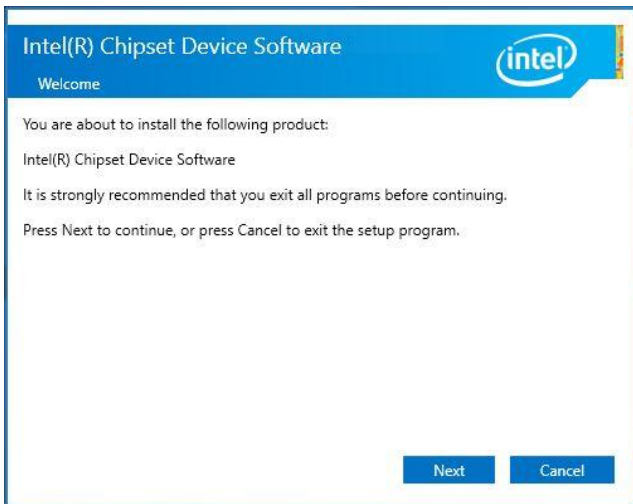 Intel(R) Chipset Device Software
intel
Welcome
You are about to install the following product:
Intel(R) Chipset Device Software
It is strongly recommended that you exit all programs before continuing.
Press Next to continue, or press Cancel to exit the setup program.
Next
Cancel